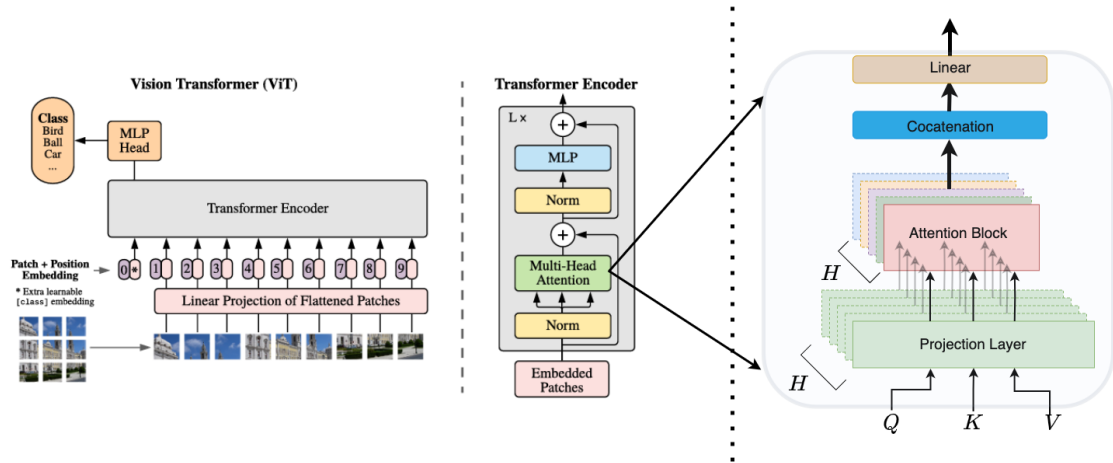 Vision Transformer (ViT)
Class
Bird
Ball
Car
...
MLP
Head
Transformer Encoder
Patch + Position
Embedding
* Extra learnable
[class] embedding
0 * 1 2 3 4 5 6 7 8 9
Linear Projection of Flattened Patches
Transformer Encoder
L ×
+
MLP
Norm
+
Multi-Head
Attention
Norm
Embedded
Patches
Linear
Cocatenation
Attention Block
H
Projection Layer
H
Q K V